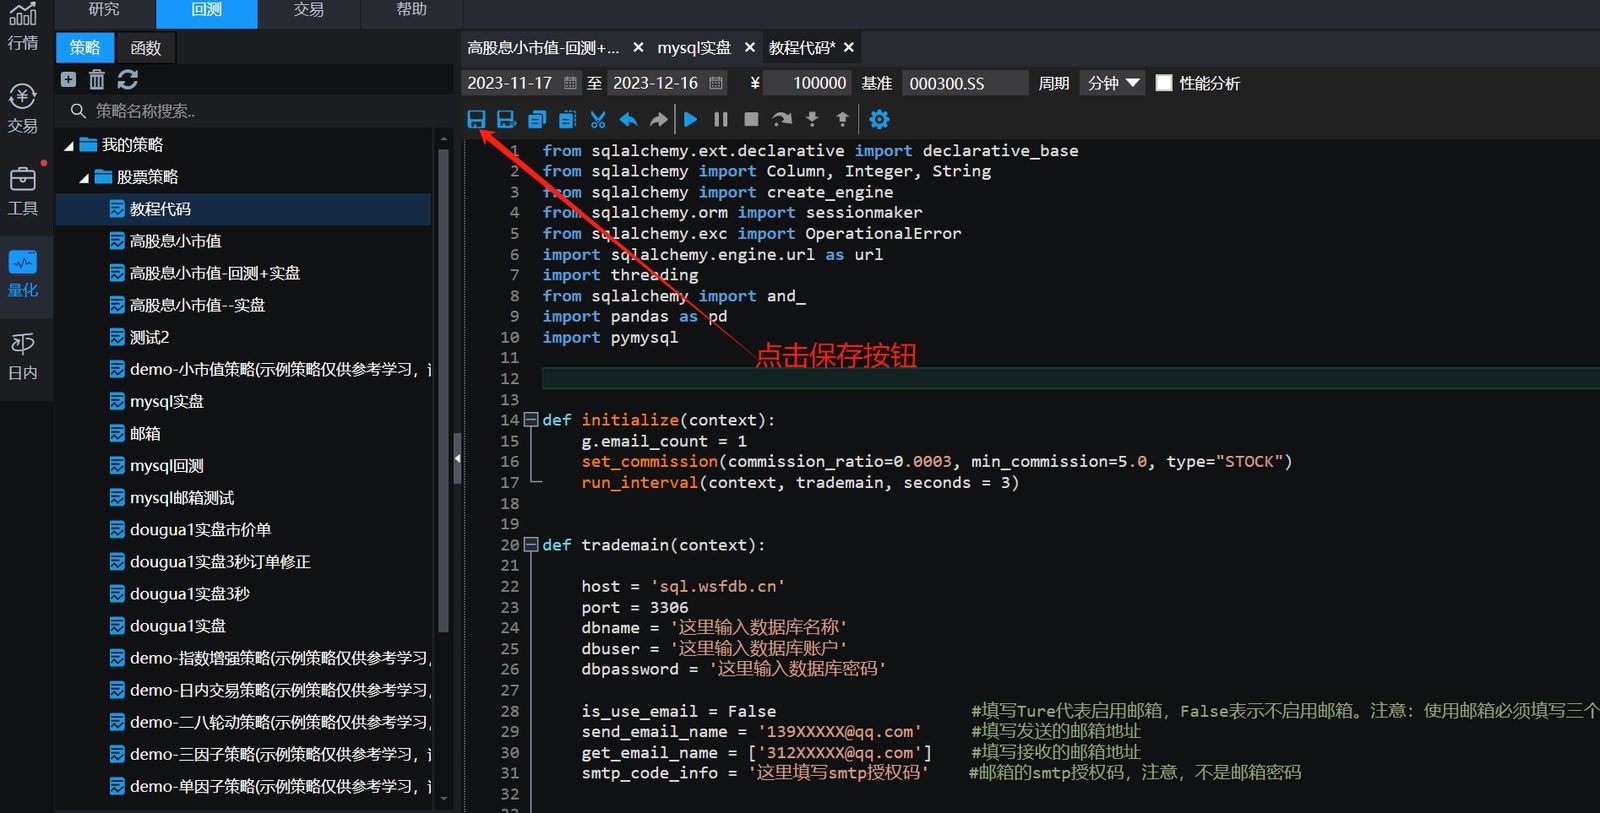 研究 回测 交易 帮助
行情
交易
工具
量化
日内
策略 函数
策略名称搜索..
我的策略
股票策略
教程代码
高股息小市值
高股息小市值-回测+实盘
高股息小市值--实盘
测试2
demo-小市值策略(示例策略仅供参考学习，
mysql实盘
邮箱
mysql回测
mysql邮箱测试
dougua1实盘市价单
dougua1实盘3秒订单修正
dougua1实盘3秒
dougua1实盘
demo-指数增强策略(示例策略仅供参考学习，
demo-日内交易策略(示例策略仅供参考学习，
demo-二八轮动策略(示例策略仅供参考学习，
demo-三因子策略(示例策略仅供参考学习，
demo-单因子策略(示例策略仅供参考学习，
高股息小市值-回测+... × mysql实盘 × 教程代码* ×
2023-11-17 至 2023-12-16 ¥ 100000 基准 000300.SS 周期 分钟 性能分析
点击保存按钮
1 from sqlalchemy.ext.declarative import declarative_base
2 from sqlalchemy import Column, Integer, String
3 from sqlalchemy import create_engine
4 from sqlalchemy.orm import sessionmaker
5 from sqlalchemy.exc import OperationalError
6 import sqlalchemy.engine.url as url
7 import threading
8 from sqlalchemy import and_
9 import pandas as pd
10 import pymysql
11
12
13
14 def initialize(context):
15 g.email_count = 1
16 set_commission(commission_ratio=0.0003, min_commission=5.0, type="STOCK")
17 run_interval(context, trademain, seconds = 3)
18
19
20 def trademain(context):
21
22 host = 'sql.wsfdb.cn'
23 port = 3306
24 dbname = '这里输入数据库名称'
25 dbuser = '这里输入数据库账户'
26 dbpassword = '这里输入数据库密码'
27
28 is_use_email = False #填写Ture代表启用邮箱，False表示不启用邮箱。注意：使用邮箱必须填写三个
29 send_email_name = '139XXXXX@qq.com' #填写发送的邮箱地址
30 get_email_name = ['312XXXXX@qq.com'] #填写接收的邮箱地址
31 smtp_code_info = '这里填写smtp授权码' #邮箱的smtp授权码，注意，不是邮箱密码
32